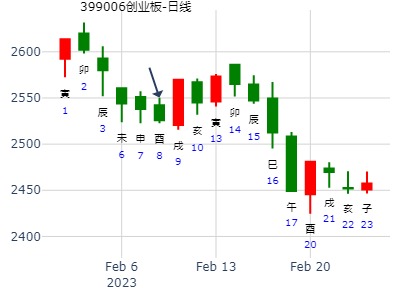 399006创业板-日线
2600
2550
2500
2450
2400
寅
1
卯
2
辰
3
未
6
申
7
酉
8
戌
9
亥
10
寅
13
卯
14
辰
15
巳
16
午
17
酉
20
戌
21
亥
22
子
23
Feb 6
2023
Feb 13
Feb 20